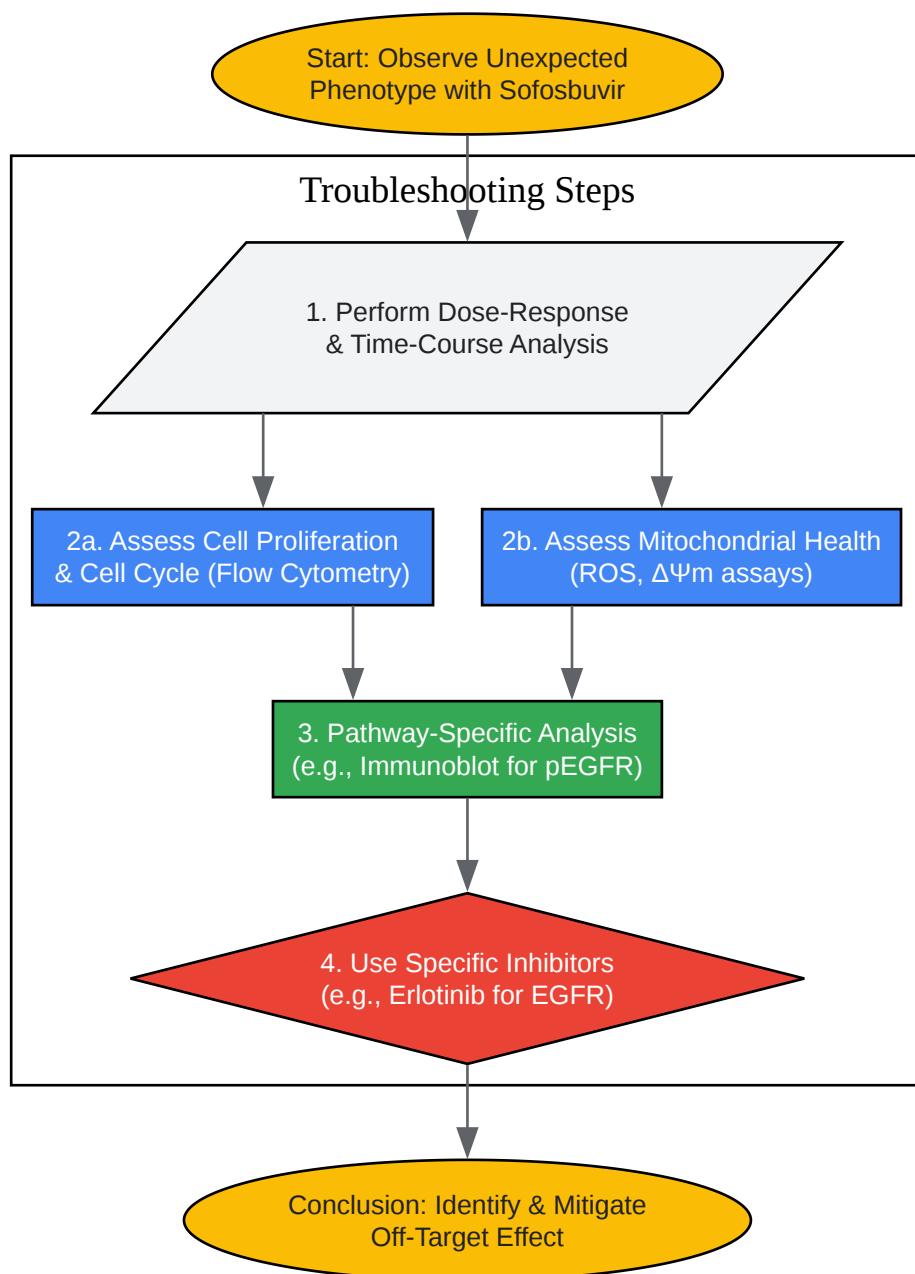 Start: Observe Unexpected
Phenotype with Sofosbuvir
Troubleshooting Steps
1. Perform Dose-Response
& Time-Course Analysis
2a. Assess Cell Proliferation
& Cell Cycle (Flow Cytometry)
2b. Assess Mitochondrial Health
(ROS, ΔΨm assays)
3. Pathway-Specific Analysis
(e.g., Immunoblot for pEGFR)
4. Use Specific Inhibitors
(e.g., Erlotinib for EGFR)
Conclusion: Identify & Mitigate
Off-Target Effect